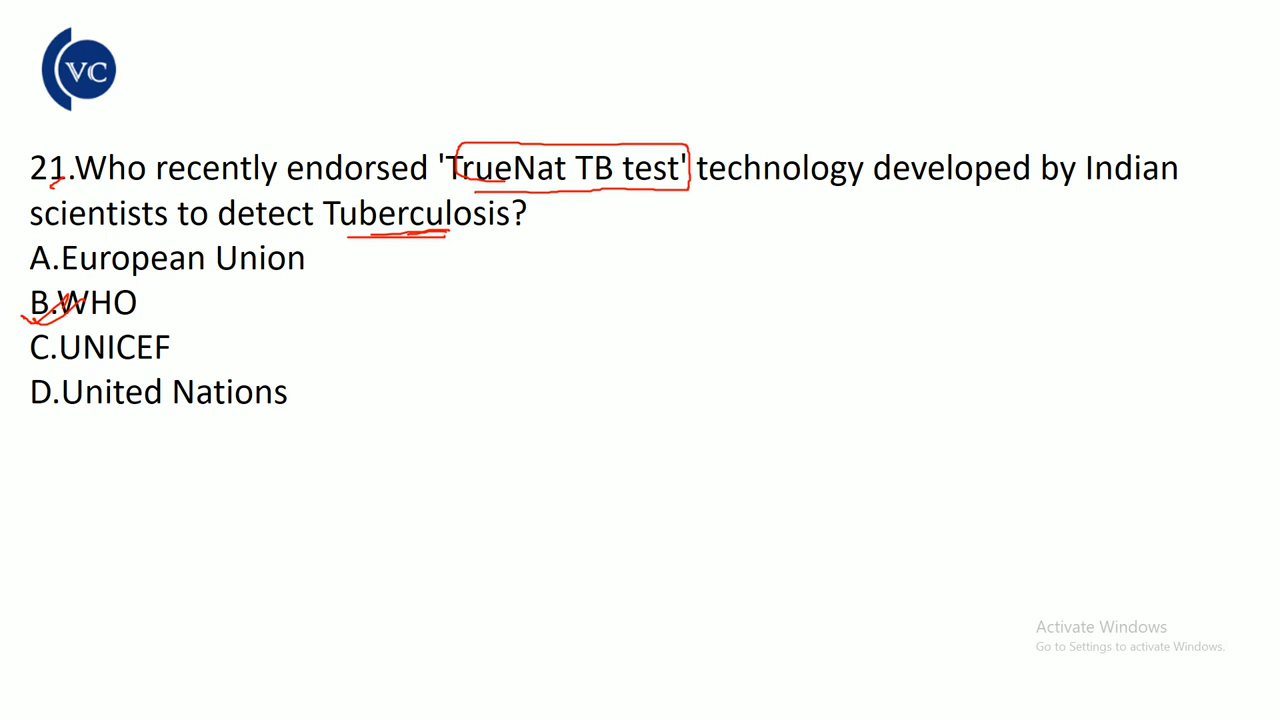 VC
21.Who recently endorsed 'TrueNat TB test' technology developed by Indian
scientists to detect Tuberculosis?
A.European Union
B.WHO
C.UNICEF
D.United Nations
Activate Windows
Go to Settings to activate Windows.